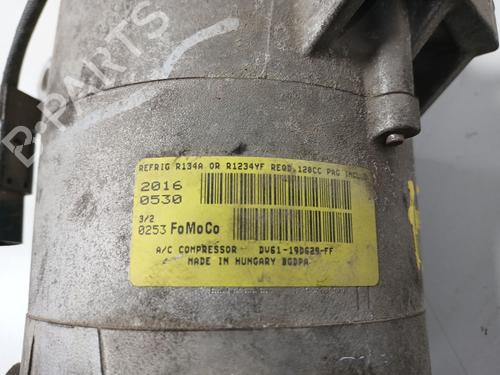 B-PARTS
REFRIG R134A OR R1234YF REQD.120CC PAG INCLUD
2016
0530
3/2
0253 FoMoCo
A/C COMPRESSOR DV61-19D629-FF
MADE IN HUNGARY BGDPA